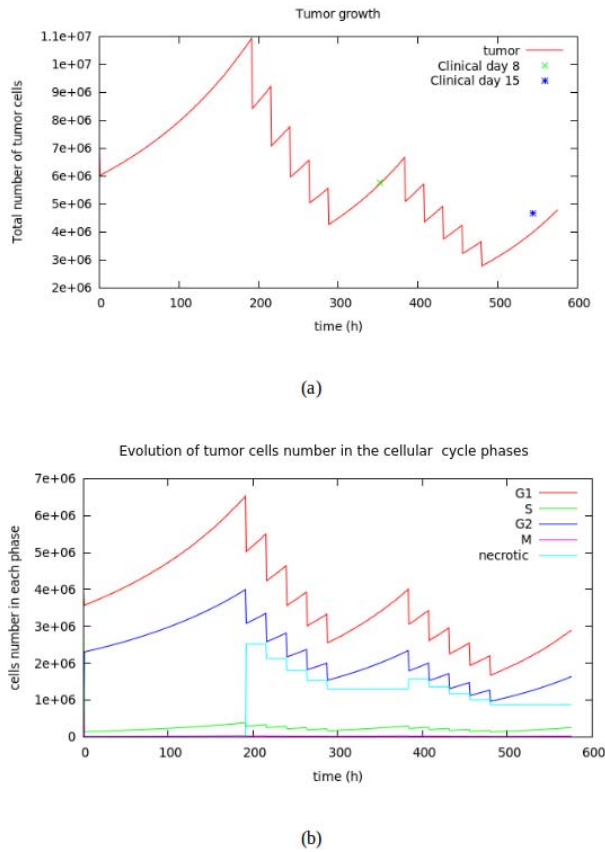 Tumor growth
1.1e+07
1e+07
9e+06
8e+06
7e+06
6e+06
5e+06
4e+06
3e+06
2e+06
Total number of tumor cells
tumor
Clinical day 8
Clinical day 15
0 100 200 300 400 500 600
time (h)
(a)
Evolution of tumor cells number in the cellular cycle phases
7e+06
6e+06
5e+06
4e+06
3e+06
2e+06
1e+06
0
cells number in each phase
G1
S
G2
M
necrotic
0 100 200 300 400 500 600
time (h)
(b)